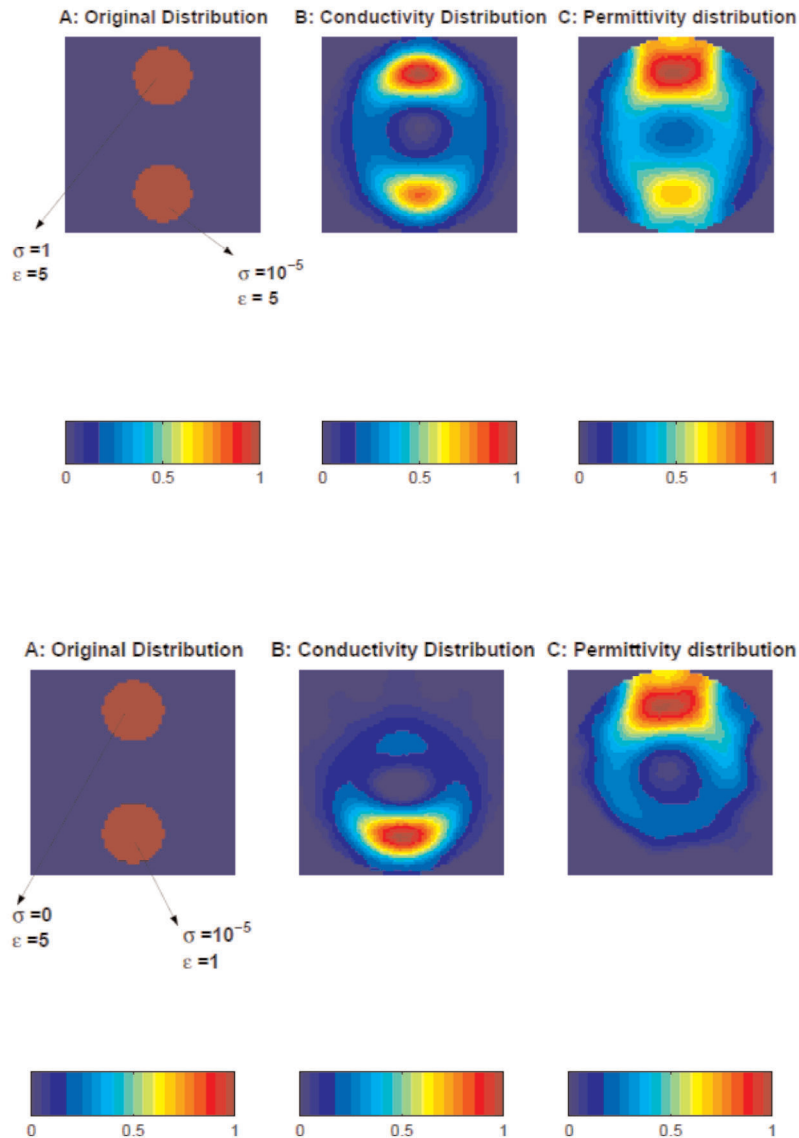 A: Original Distribution
B: Conductivity Distribution
C: Permittivity distribution
σ =1
ε =5
σ =10⁻⁵
ε = 5
0 0.5 1
0 0.5 1
0 0.5 1
A: Original Distribution
B: Conductivity Distribution
C: Permittivity distribution
σ =0
ε =5
σ =10⁻⁵
ε =1
0 0.5 1
0 0.5 1
0 0.5 1